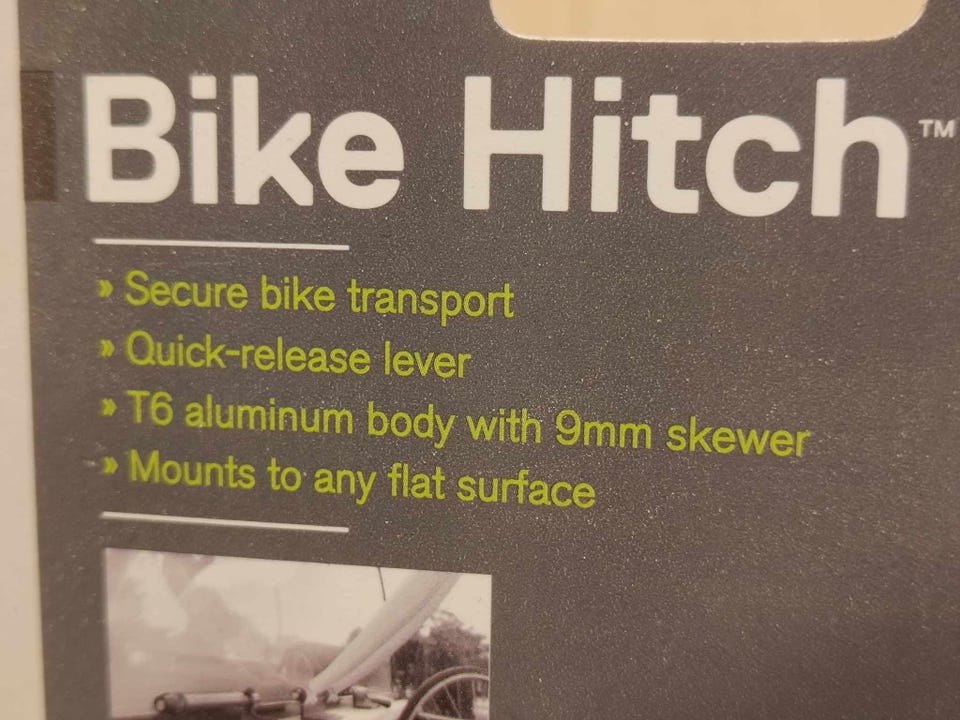 Bike Hitch™
» Secure bike transport
» Quick-release lever
» T6 aluminum body with 9mm skewer
» Mounts to any flat surface